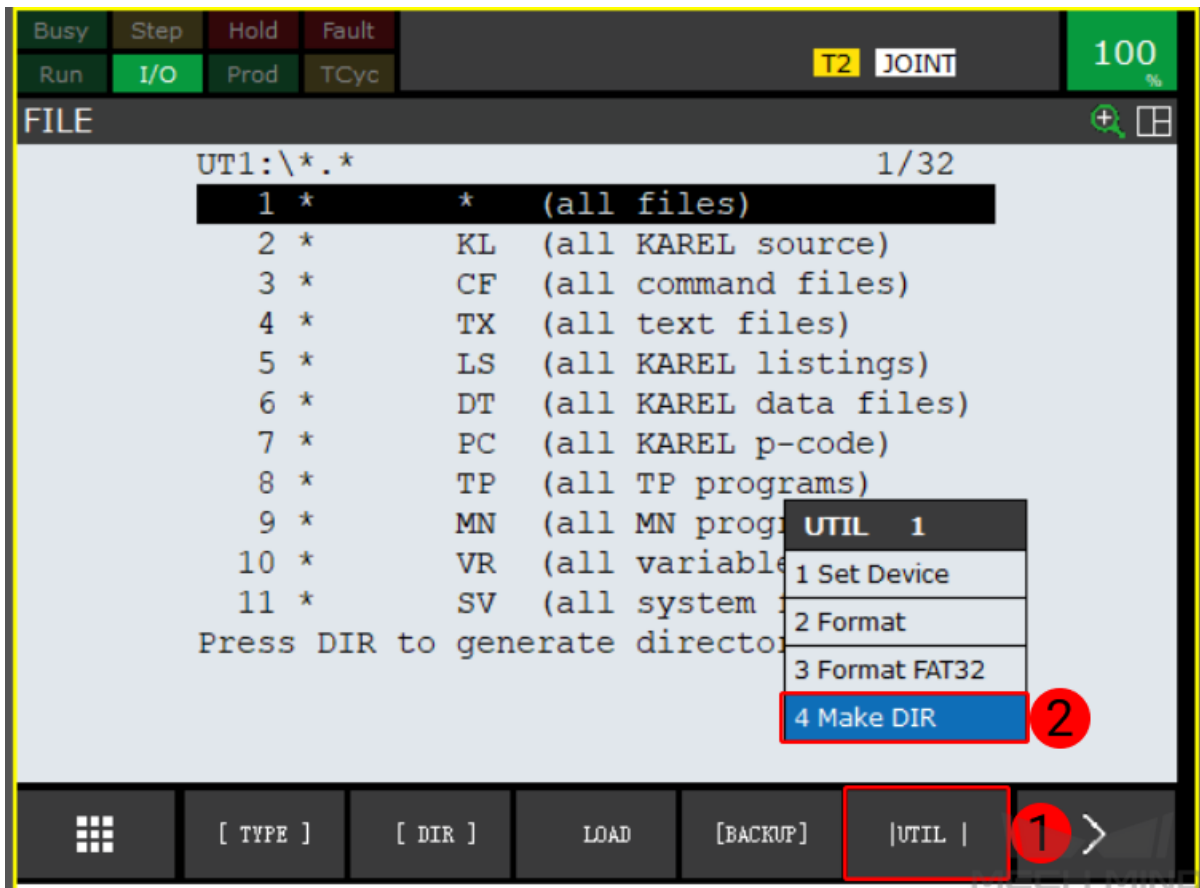 Busy Step Hold Fault
Run I/O Prod TCyc
T2 JOINT
100
%
FILE
UT1:\*.* 1/32
1 * * (all files)
2 * KL (all KAREL source)
3 * CF (all command files)
4 * TX (all text files)
5 * LS (all KAREL listings)
6 * DT (all KAREL data files)
7 * PC (all KAREL p-code)
8 * TP (all TP programs)
9 * MN (all MN prog
10 * VR (all variable
11 * SV (all system
Press DIR to generate directo
UTIL 1
1 Set Device
2 Format
3 Format FAT32
4 Make DIR
2
[ TYPE ] [ DIR ] LOAD [BACKUP] |UTIL | 1 >